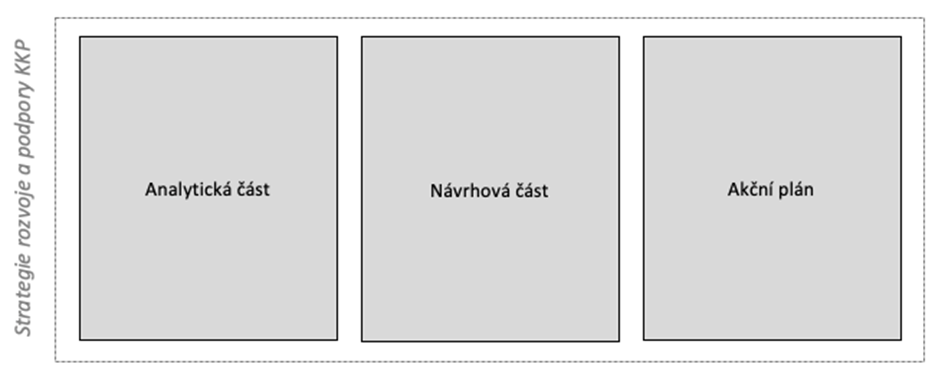 Strategie rozvoje a podpory KKP
Analytická část
Návrhová část
Akční plán